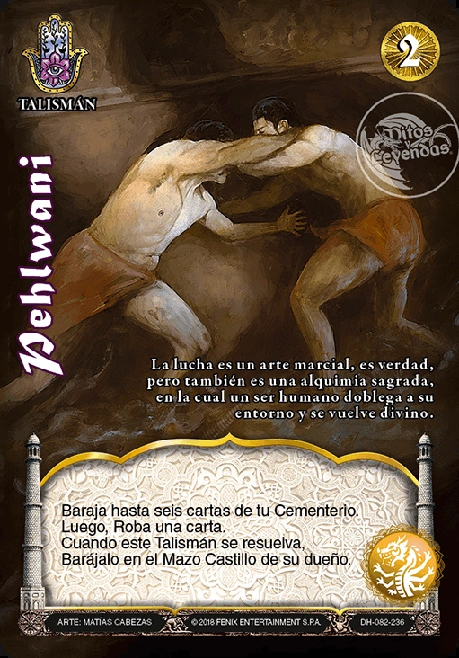 2
TALISMÁN
Mitos y
Leyendas
Pehlwani
La lucha es un arte marcial, es verdad,
pero también es una alquimia sagrada,
en la cual un ser humano doblega a su
entorno y se vuelve divino.
Baraja hasta seis cartas de tu Cementerio.
Luego, Roba una carta.
Cuando este Talismán se resuelva,
Barájalo en el Mazo Castillo de su dueño.
ARTE: MATIAS CABEZAS
©2018 FENIX ENTERTAINMENT S.P.A.
DH-082-236